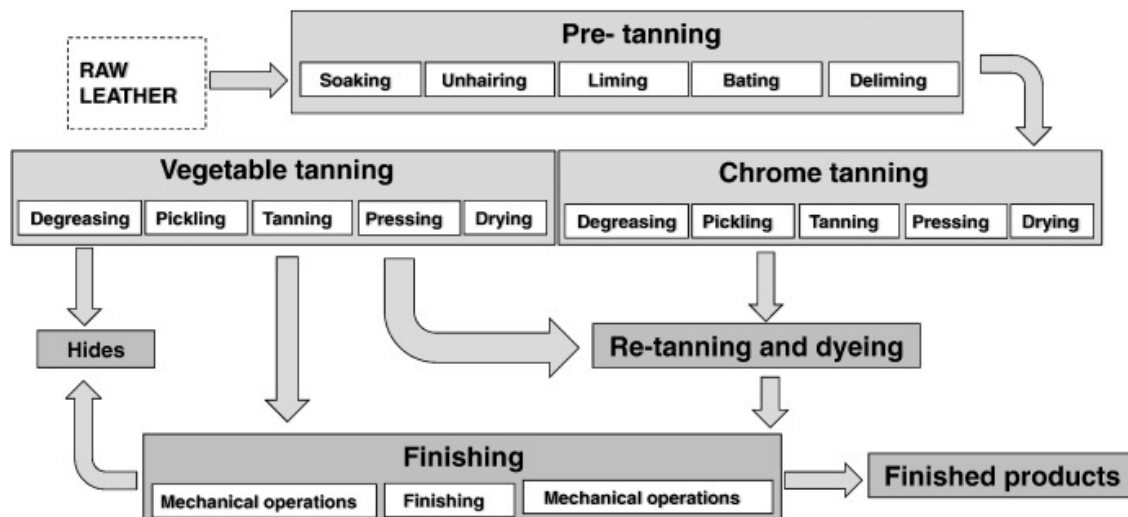 Pre- tanning
RAW
LEATHER
Soaking
Unhairing
Liming
Bating
Deliming
Vegetable tanning
Degreasing
Pickling
Tanning
Pressing
Drying
Chrome tanning
Degreasing
Pickling
Tanning
Pressing
Drying
Hides
Re-tanning and dyeing
Finishing
Mechanical operations
Finishing
Mechanical operations
Finished products